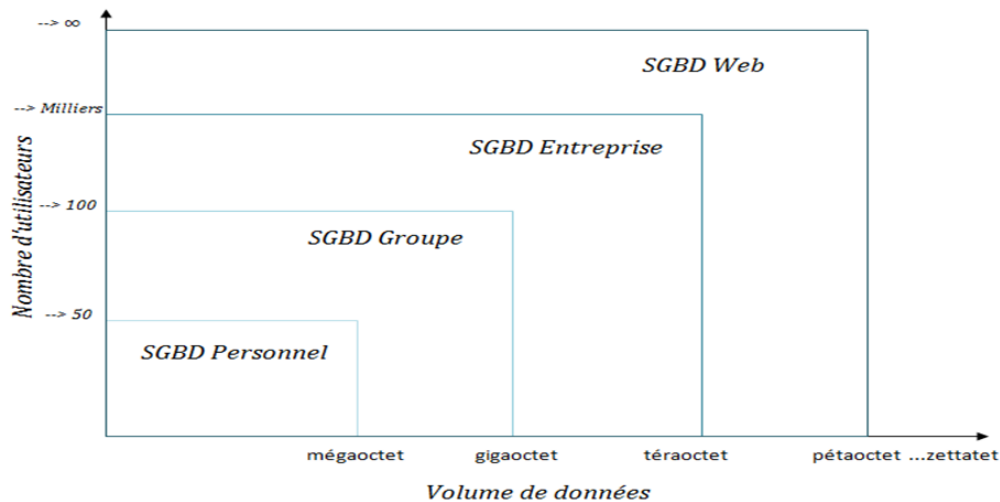 --> ∞
SGBD Web
--> Milliers
SGBD Entreprise
Nombre d'utilisateurs
--> 100
SGBD Groupe
--> 50
SGBD Personnel
mégaoctet gigaoctet téraoctet pétaoctet ...zettatet
Volume de données